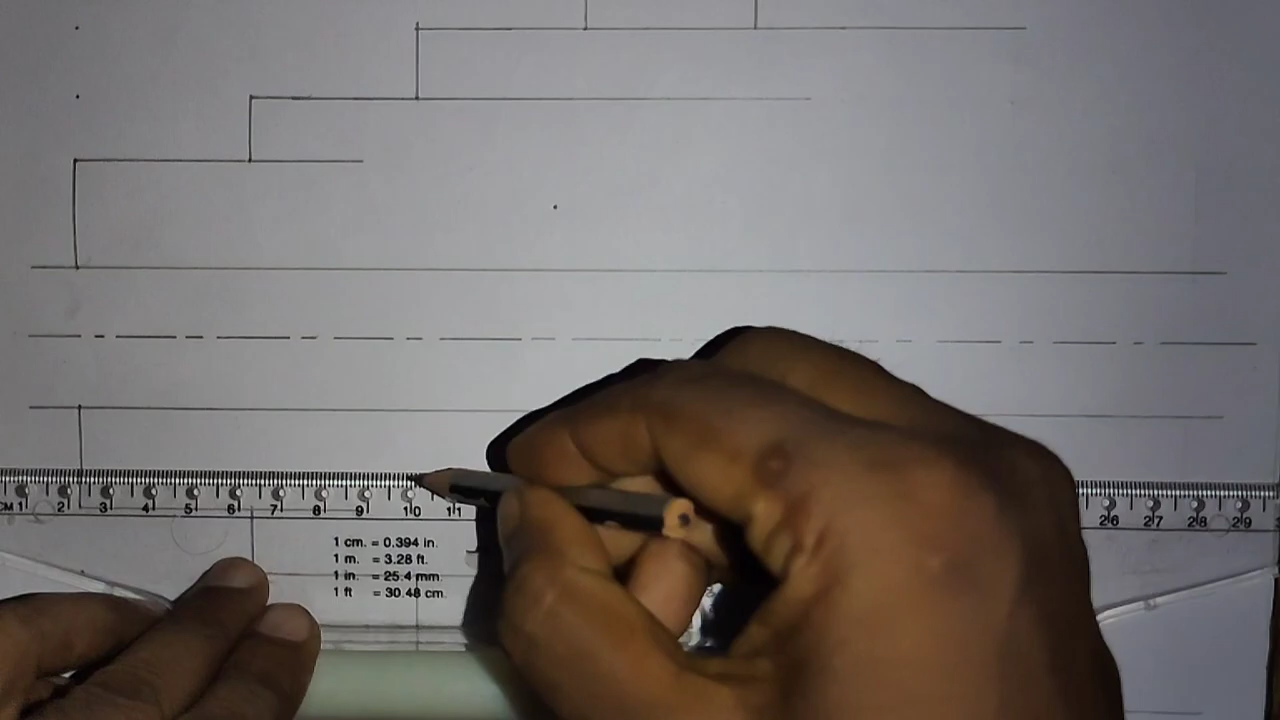 CM 1 2 3 4 5 6 7 8 9 10 11 26 27 28 29
1 cm. = 0.394 in.
1 m. = 3.28 ft.
1 in. = 25.4 mm.
1 ft = 30.48 cm.